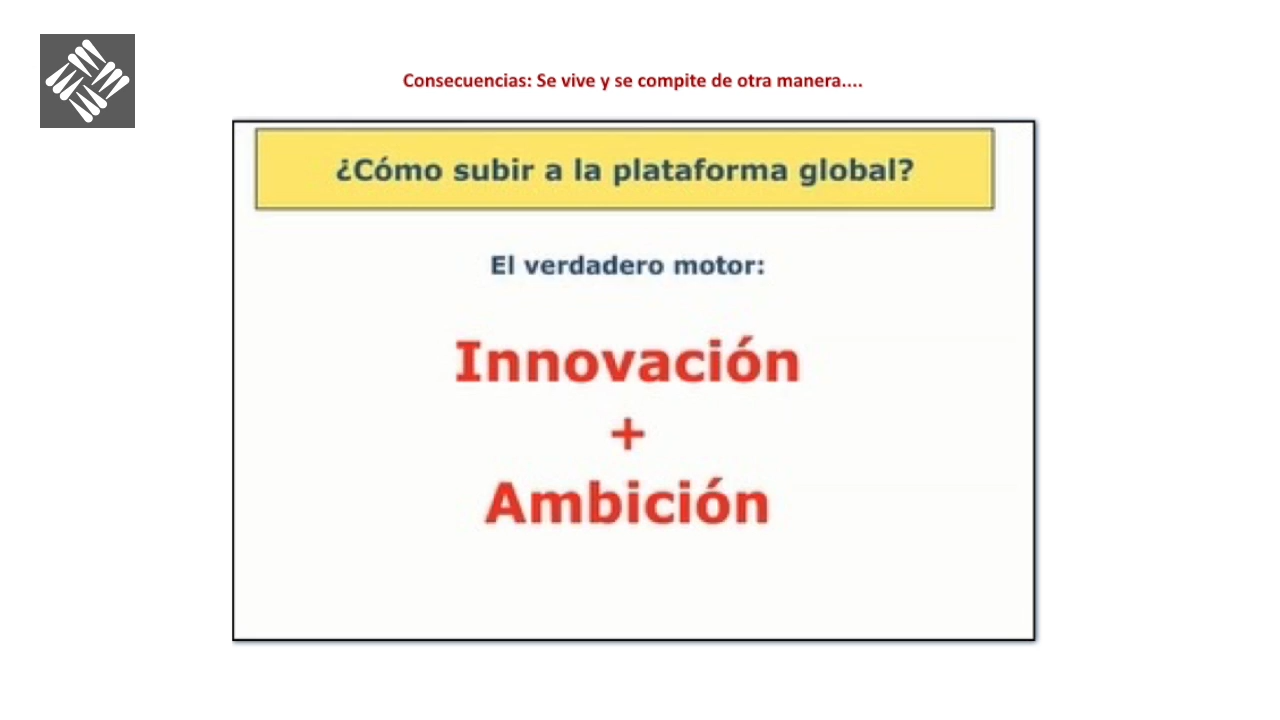 Consecuencias: Se vive y se compite de otra manera....
¿Cómo subir a la plataforma global?
El verdadero motor:
Innovación
+
Ambición